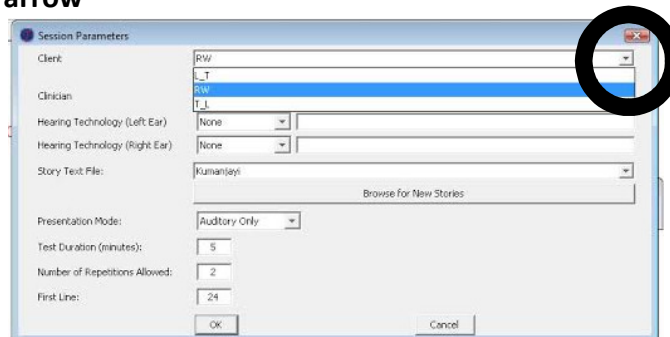 arrow
Session Parameters
Client RW
L_T
RW
Clinician T_L
Hearing Technology (Left Ear) None
Hearing Technology (Right Ear) None
Story Text File: Kumanjayi
Browse for New Stories
Presentation Mode: Auditory Only
Test Duration (minutes): 5
Number of Repetitions Allowed: 2
First Line: 24
OK Cancel